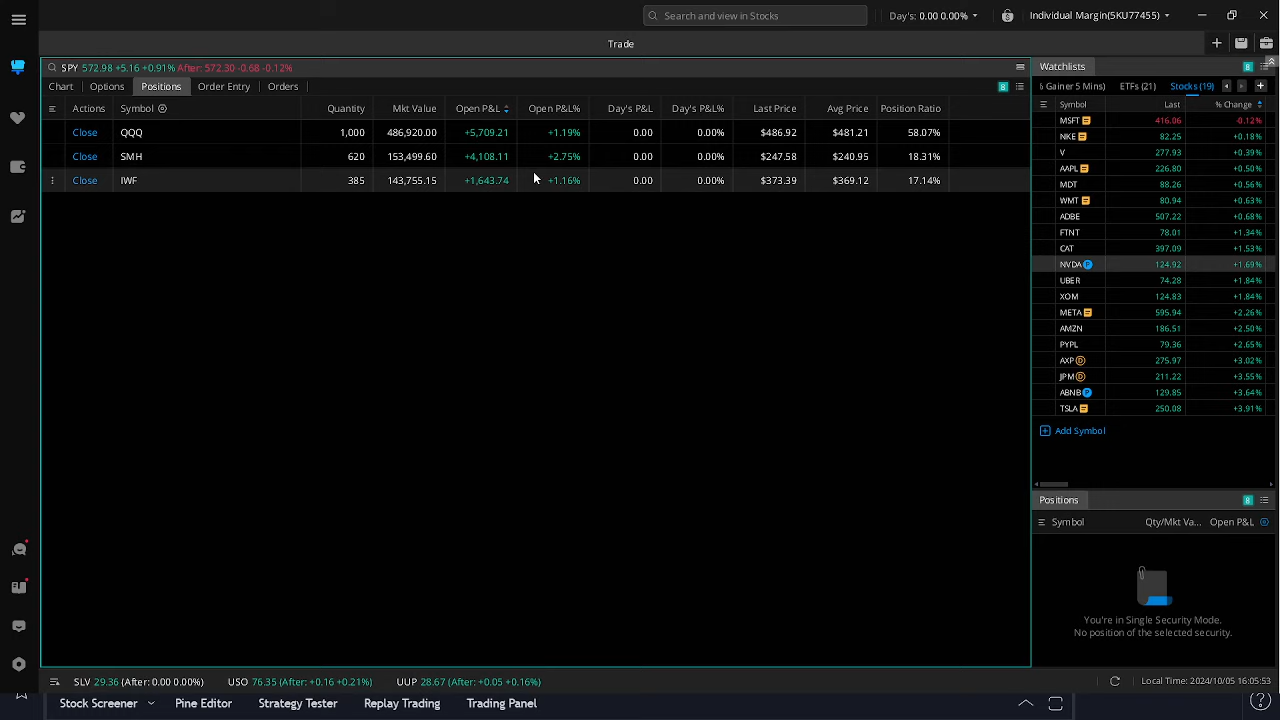 Search and view in Stocks
Day's: 0.00 0.00%
Individual Margin(5KU77455)
Trade
SPY 572.98 +5.16 +0.91% After: 572.30 -0.68 -0.12%
Chart Options Positions Order Entry Orders 8
Actions Symbol Quantity Mkt Value Open P&L Open P&L% Day's P&L Day's P&L% Last Price Avg Price Position Ratio
Close QQQ 1,000 486,920.00 +5,709.21 +1.19% 0.00 0.00% $486.92 $481.21 58.07%
Close SMH 620 153,499.60 +4,108.11 +2.75% 0.00 0.00% $247.58 $240.95 18.31%
Close IWF 385 143,755.15 +1,643.74 +1.16% 0.00 0.00% $373.39 $369.12 17.14%
Watchlists 8
Gainer 5 Mins) ETFs (21) Stocks (19)
Symbol Last % Change
MSFT 416.06 -0.12%
NKE 82.25 +0.18%
V 277.93 +0.39%
AAPL 226.80 +0.50%
MDT 88.26 +0.56%
WMT 80.94 +0.63%
ADBE 507.22 +0.68%
FTNT 78.01 +1.34%
CAT 397.09 +1.53%
NVDA P 124.92 +1.69%
UBER 74.28 +1.84%
XOM 124.83 +1.84%
META 595.94 +2.26%
AMZN 186.51 +2.50%
PYPL 79.36 +2.65%
AXP D 275.97 +3.02%
JPM D 211.22 +3.55%
ABNB P 129.85 +3.64%
TSLA 250.08 +3.91%
Add Symbol
Positions 8
Symbol Qty/Mkt Va... Open P&L
You're in Single Security Mode.
No position of the selected security.
SLV 29.36 (After: 0.00 0.00%) USO 76.35 (After: +0.16 +0.21%) UUP 28.67 (After: +0.05 +0.16%)
Local Time: 2024/10/05 16:05:53
Stock Screener Pine Editor Strategy Tester Replay Trading Trading Panel